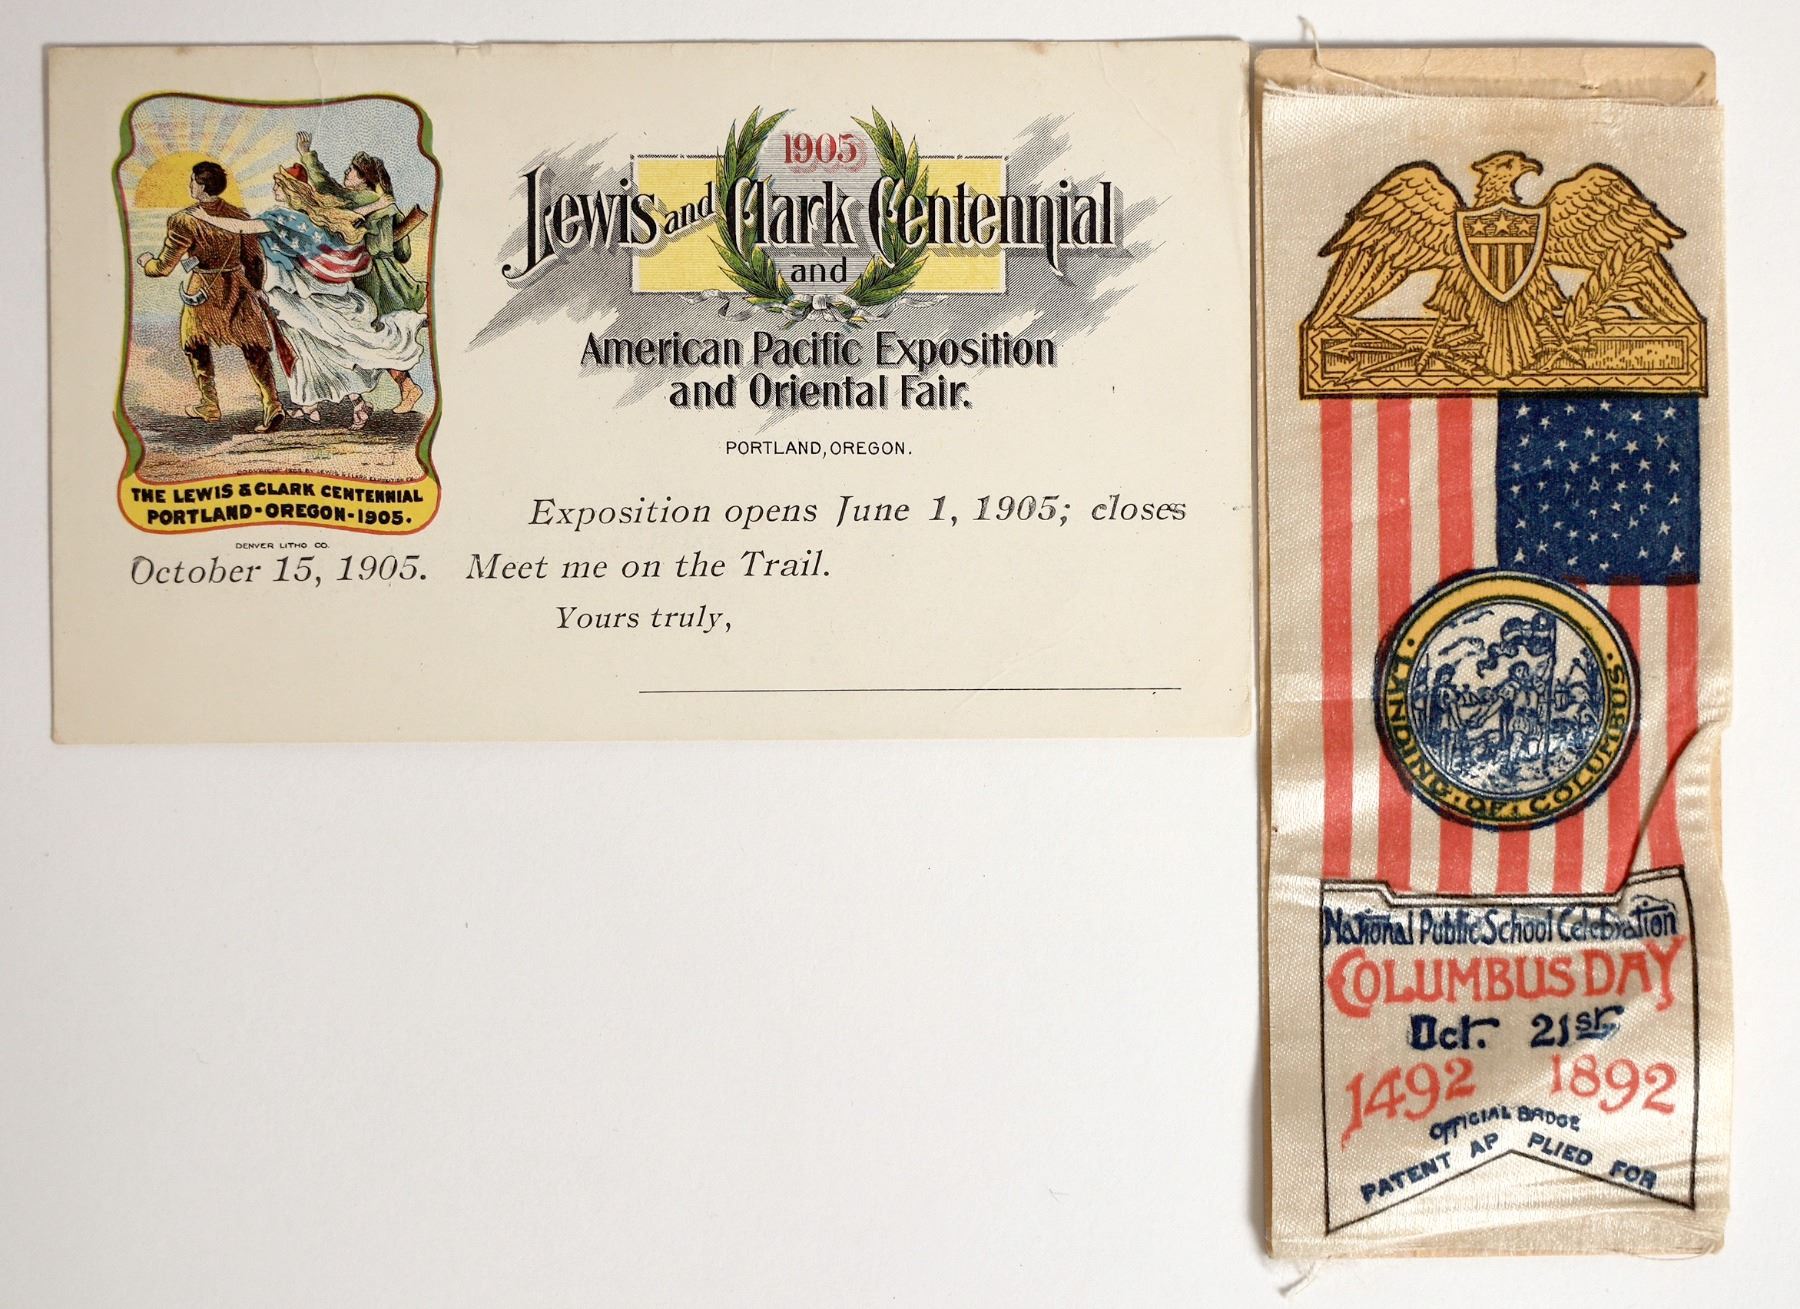 THE LEWIS & CLARK CENTENNIAL
PORTLAND-OREGON-1905.
DENVER LITHO CO.
1905
Lewis and Clark Centennial
and
American Pacific Exposition
and Oriental Fair.
PORTLAND, OREGON.
Exposition opens June 1, 1905; closes
October 15, 1905. Meet me on the Trail.
Yours truly,
LANDING · OF · COLUMBUS ·
National Public School Celebration
COLUMBUS DAY
Oct. 21st.
1492 1892
OFFICIAL BADGE
PATENT AP PLIED FOR